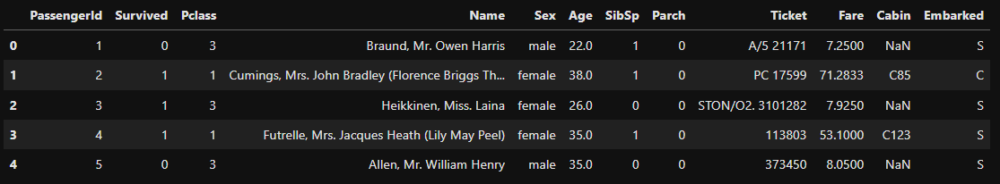 PassengerId Survived Pclass Name Sex Age SibSp Parch Ticket Fare Cabin Embarked
0 1 0 3 Braund, Mr. Owen Harris male 22.0 1 0 A/5 21171 7.2500 NaN S
1 2 1 1 Cumings, Mrs. John Bradley (Florence Briggs Th... female 38.0 1 0 PC 17599 71.2833 C85 C
2 3 1 3 Heikkinen, Miss. Laina female 26.0 0 0 STON/O2. 3101282 7.9250 NaN S
3 4 1 1 Futrelle, Mrs. Jacques Heath (Lily May Peel) female 35.0 1 0 113803 53.1000 C123 S
4 5 0 3 Allen, Mr. William Henry male 35.0 0 0 373450 8.0500 NaN S